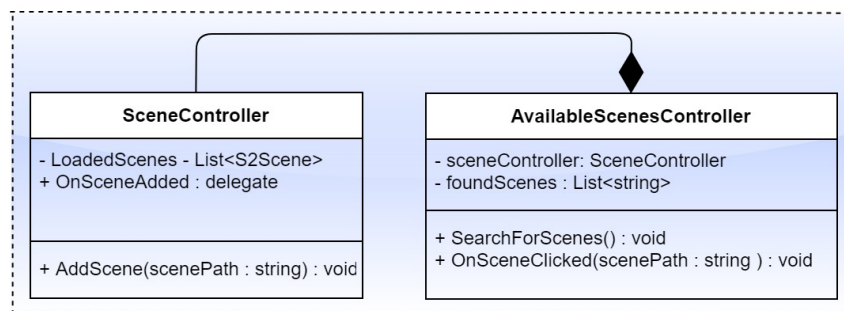 SceneController
- LoadedScenes - List<S2Scene>
+ OnSceneAdded : delegate
+ AddScene(scenePath : string) : void
AvailableScenesController
- sceneController: SceneController
- foundScenes : List<string>
+ SearchForScenes() : void
+ OnSceneClicked(scenePath : string ) : void